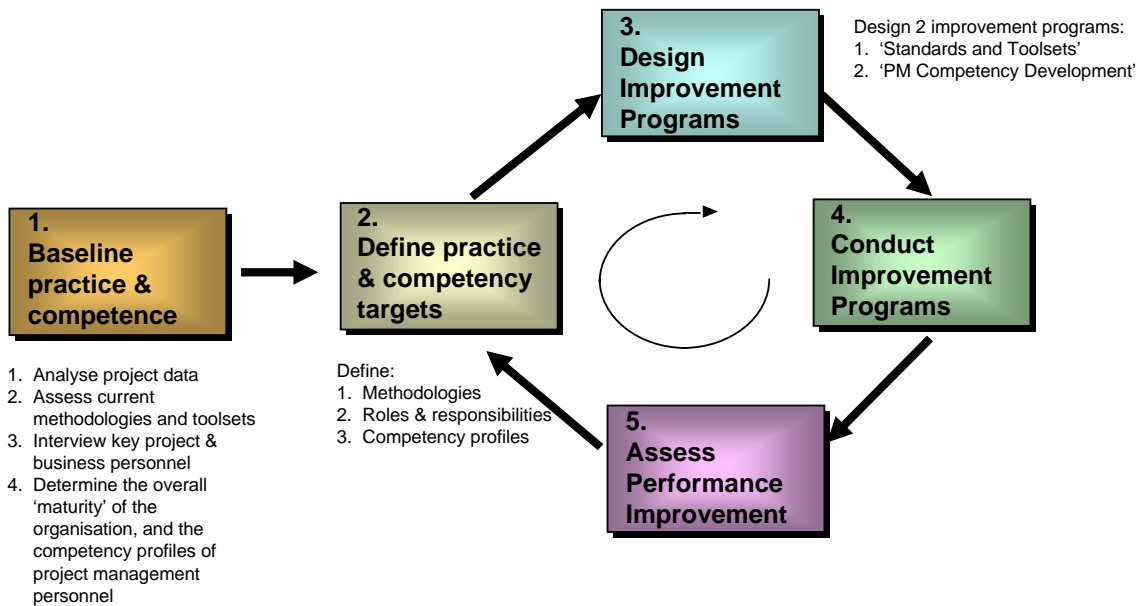 1.
Baseline
practice &
competence
1. Analyse project data
2. Assess current
methodologies and toolsets
3. Interview key project &
business personnel
4. Determine the overall
‘maturity’ of the
organisation, and the
competency profiles of
project management
personnel
2.
Define practice
& competency
targets
Define:
1. Methodologies
2. Roles & responsibilities
3. Competency profiles
3.
Design
Improvement
Programs
Design 2 improvement programs:
1. ‘Standards and Toolsets’
2. ‘PM Competency Development’
4.
Conduct
Improvement
Programs
5.
Assess
Performance
Improvement